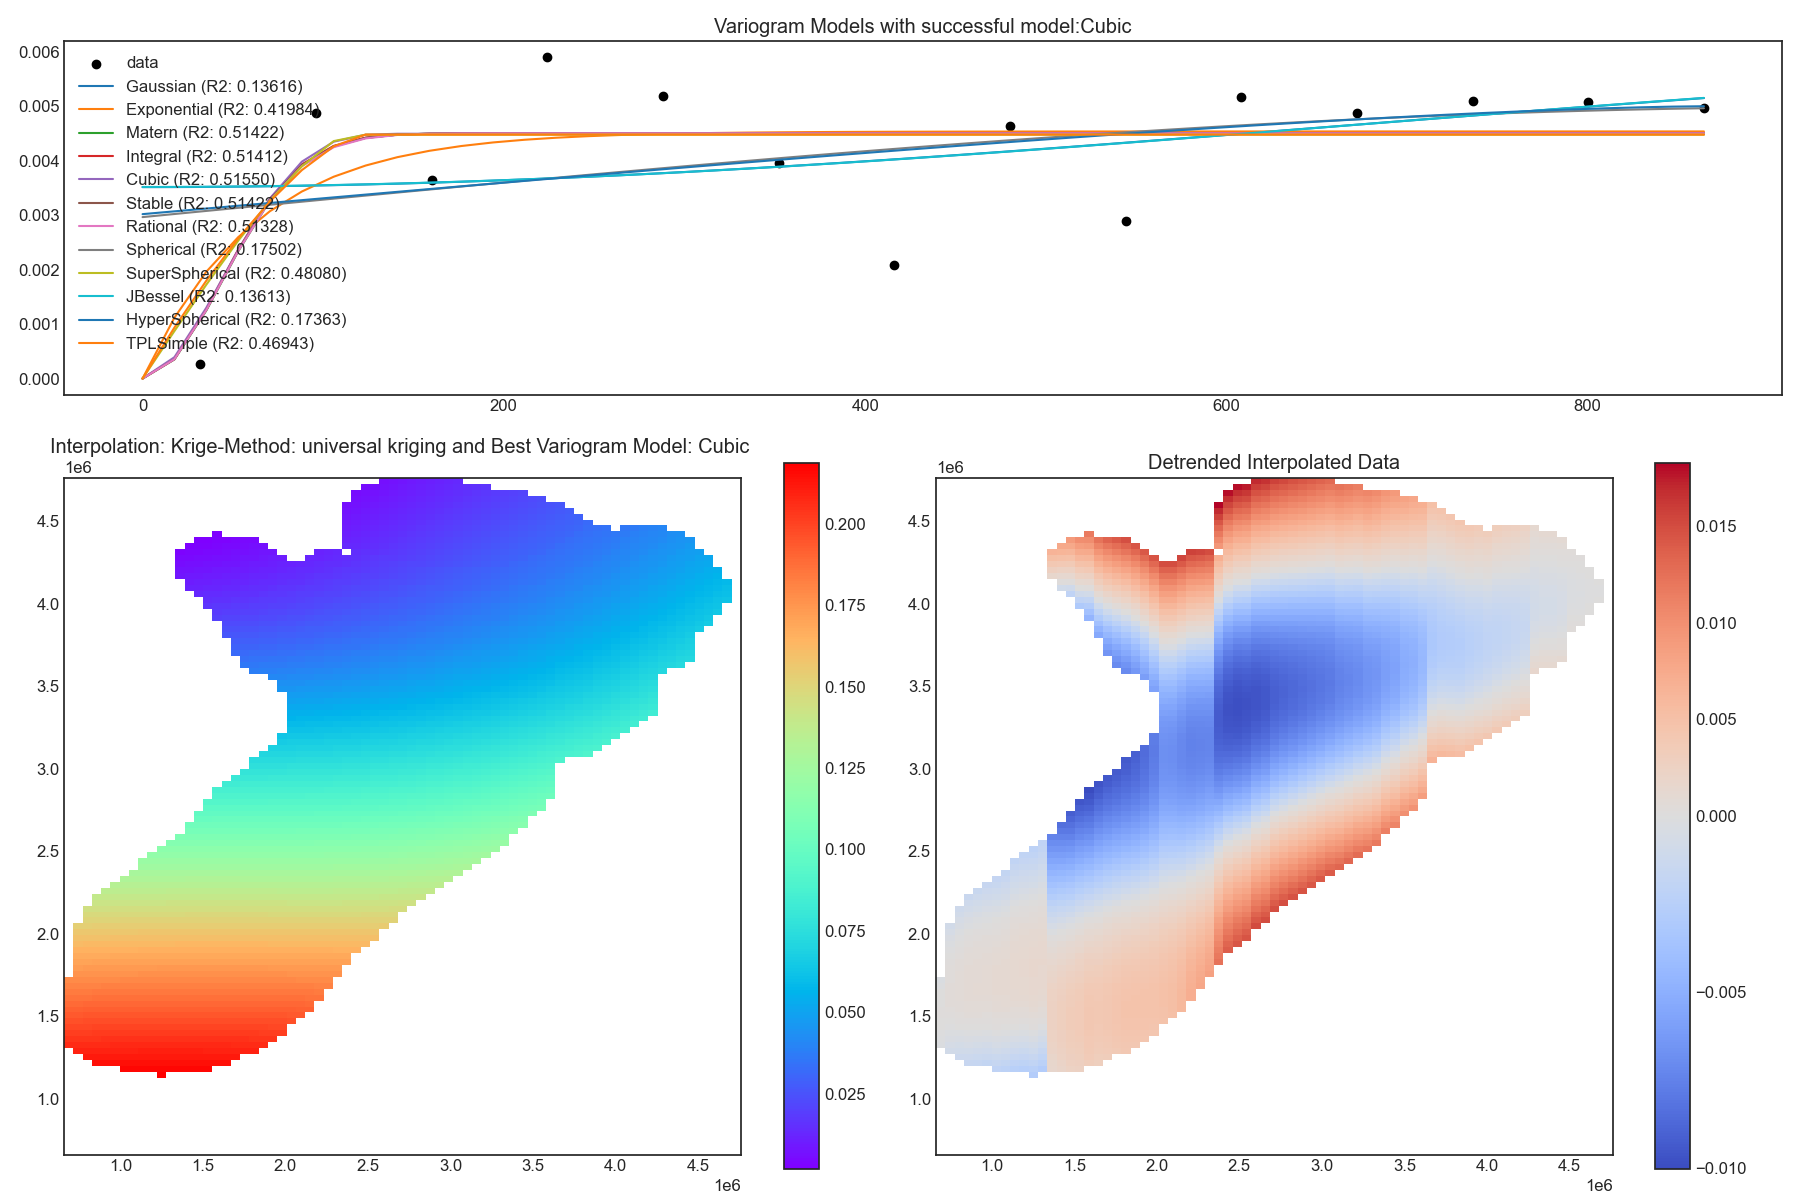 Variogram Models with successful model:Cubic
0.006
0.005
0.004
0.003
0.002
0.001
0.000
data
Gaussian (R2: 0.13616)
Exponential (R2: 0.41984)
Matern (R2: 0.51422)
Integral (R2: 0.51412)
Cubic (R2: 0.51550)
Stable (R2: 0.51422)
Rational (R2: 0.51328)
Spherical (R2: 0.17502)
SuperSpherical (R2: 0.48080)
JBessel (R2: 0.13613)
HyperSpherical (R2: 0.17363)
TPLSimple (R2: 0.46943)
0 200 400 600 800
Interpolation: Krige-Method: universal kriging and Best Variogram Model: Cubic
1e6
4.5
4.0
3.5
3.0
2.5
2.0
1.5
1.0
1.0 1.5 2.0 2.5 3.0 3.5 4.0 4.5
1e6
0.200
0.175
0.150
0.125
0.100
0.075
0.050
0.025
Detrended Interpolated Data
1e6
4.5
4.0
3.5
3.0
2.5
2.0
1.5
1.0
1.0 1.5 2.0 2.5 3.0 3.5 4.0 4.5
1e6
0.015
0.010
0.005
0.000
−0.005
−0.010